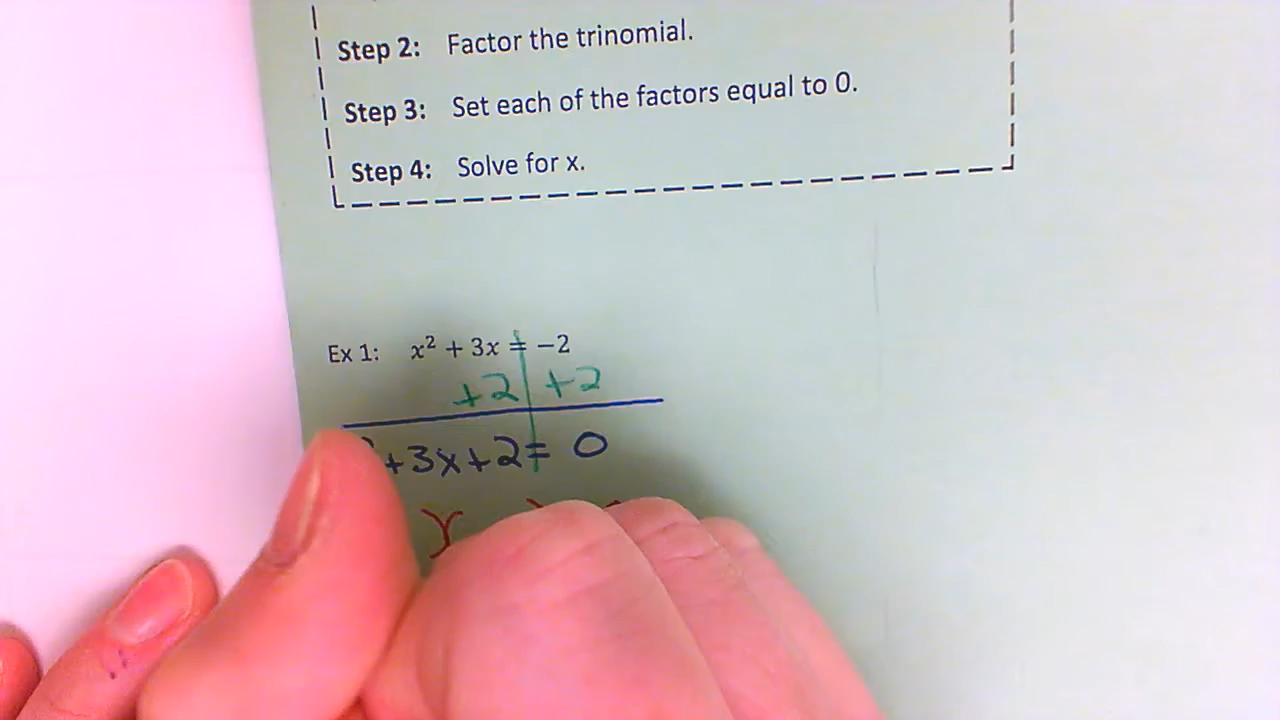 Step 2: Factor the trinomial.
Step 3: Set each of the factors equal to 0.
Step 4: Solve for x.
Ex 1: x² + 3x = −2
+2 +2
+3x+2= 0